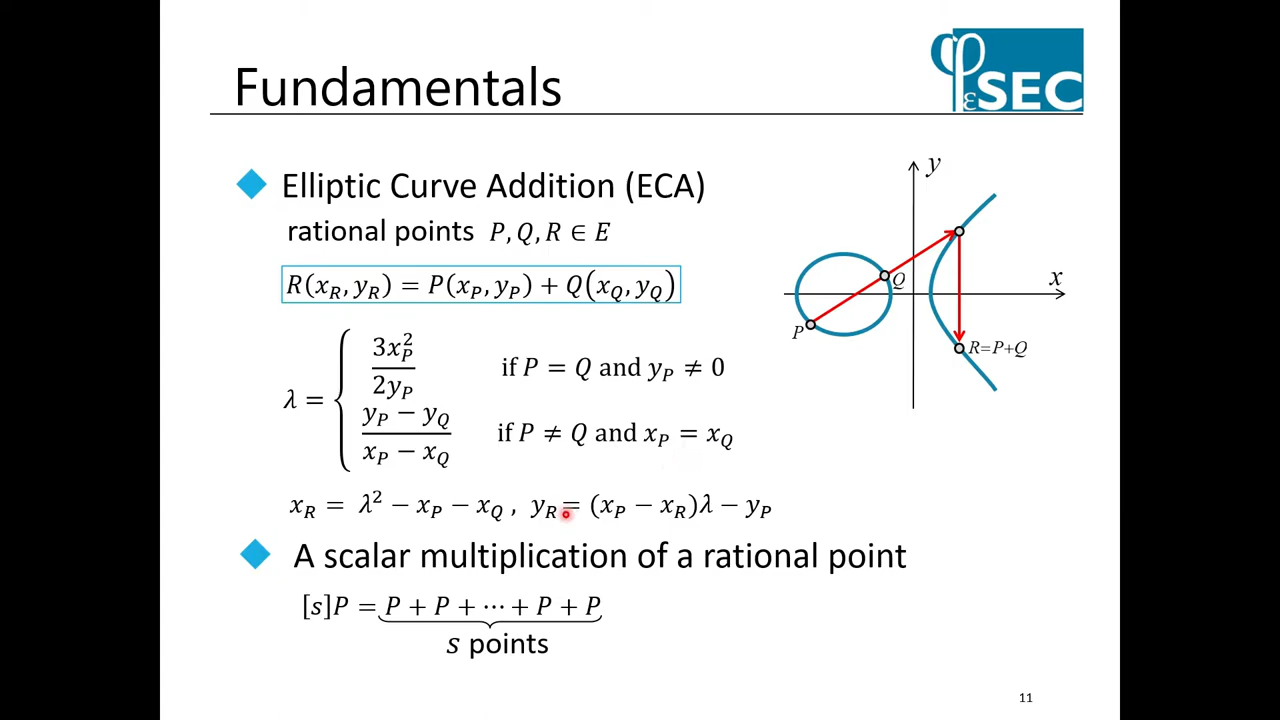 Fundamentals
φεSEC
Elliptic Curve Addition (ECA)
rational points P, Q, R ∈ E
R(x_R, y_R) = P(x_P, y_P) + Q(x_Q, y_Q)
λ = { 3x_P^2 / 2y_P if P = Q and y_P ≠ 0
y_P − y_Q / x_P − x_Q if P ≠ Q and x_P = x_Q
x_R = λ^2 − x_P − x_Q , y_R = (x_P − x_R)λ − y_P
y
x
Q
P
R=P+Q
A scalar multiplication of a rational point
[s]P = P + P + ⋯ + P + P
s points
11